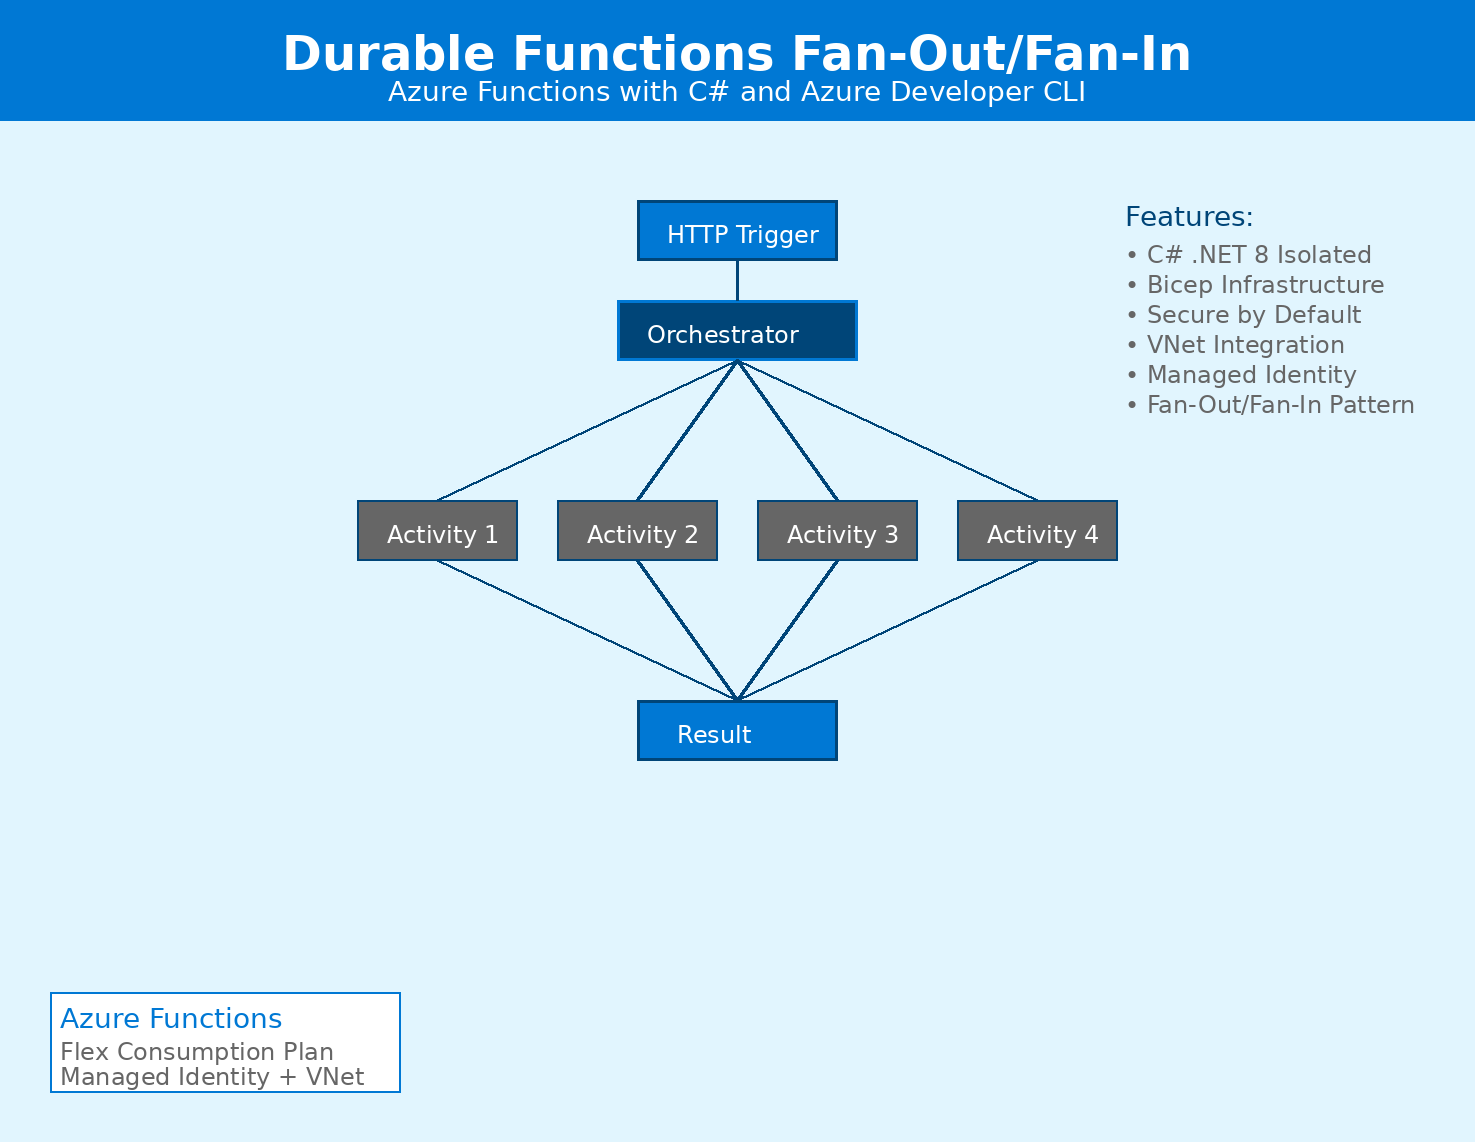 Durable Functions Fan-Out/Fan-In
Azure Functions with C# and Azure Developer CLI
HTTP Trigger
Orchestrator
Features:
• C# .NET 8 Isolated
• Bicep Infrastructure
• Secure by Default
• VNet Integration
• Managed Identity
• Fan-Out/Fan-In Pattern
Activity 1
Activity 2
Activity 3
Activity 4
Result
Azure Functions
Flex Consumption Plan
Managed Identity + VNet